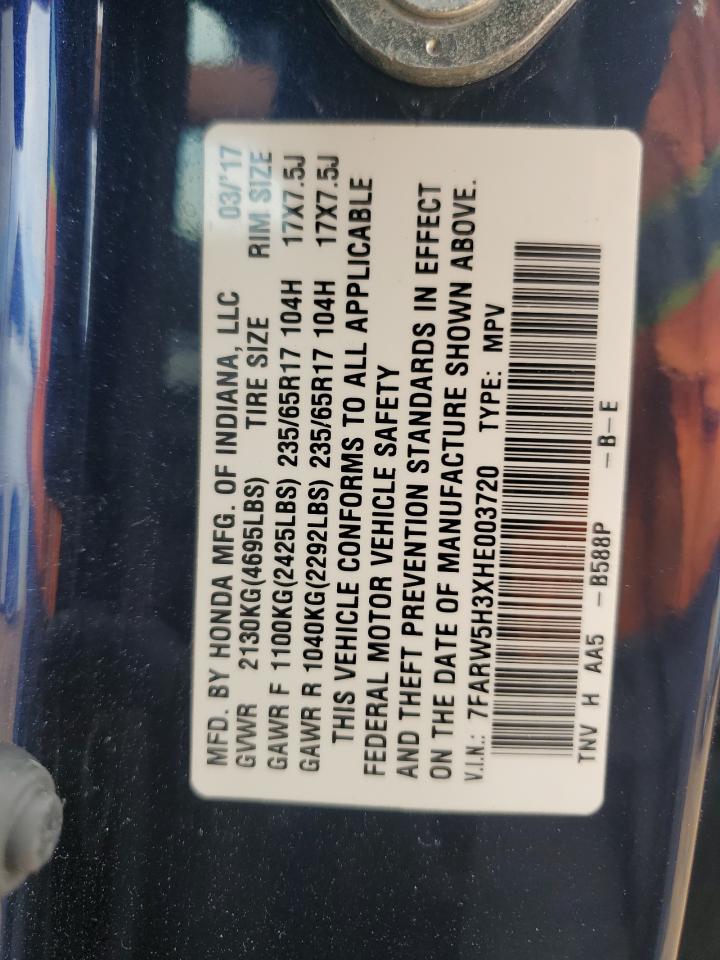 MFD. BY HONDA MFG. OF INDIANA, LLC 03/'17
GVWR 2130KG(4695LBS) TIRE SIZE RIM SIZE
GAWR F 1100KG(2425LBS) 235/65R17 104H 17X7.5J
GAWR R 1040KG(2292LBS) 235/65R17 104H 17X7.5J
THIS VEHICLE CONFORMS TO ALL APPLICABLE
FEDERAL MOTOR VEHICLE SAFETY
AND THEFT PREVENTION STANDARDS IN EFFECT
ON THE DATE OF MANUFACTURE SHOWN ABOVE.
V.I.N.: 7FARW5H3XHE003720 TYPE: MPV
TNV H AA5 -B588P -B-E